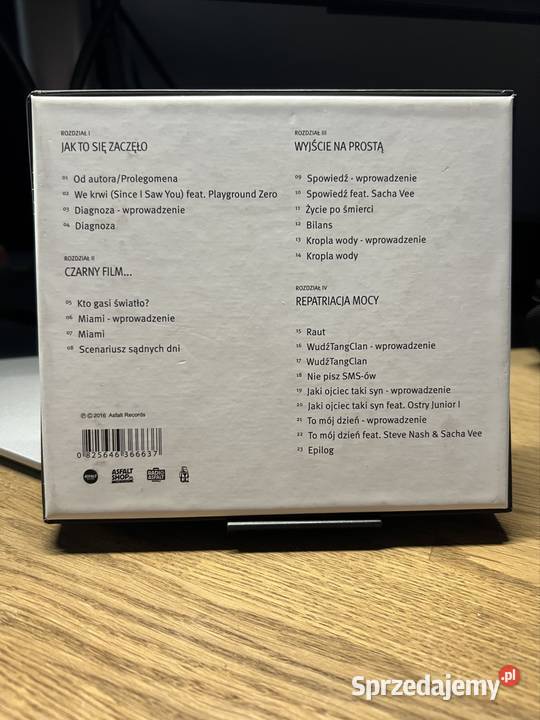 ROZDZIAŁ I
JAK TO SIĘ ZACZĘŁO
01 Od autora/Prolegomena
02 We krwi (Since I Saw You) feat. Playground Zero
03 Diagnoza - wprowadzenie
04 Diagnoza
ROZDZIAŁ II
CZARNY FILM...
05 Kto gasi światło?
06 Miami - wprowadzenie
07 Miami
08 Scenariusz sądnych dni
ROZDZIAŁ III
WYJŚCIE NA PROSTĄ
09 Spowiedź - wprowadzenie
10 Spowiedź feat. Sacha Vee
11 Życie po śmierci
12 Bilans
13 Kropla wody - wprowadzenie
14 Kropla wody
ROZDZIAŁ IV
REPATRIACJA MOCY
15 Raut
16 WudźTangClan - wprowadzenie
17 WudźTangClan
18 Nie pisz SMS-ów
19 Jaki ojciec taki syn - wprowadzenie
20 Jaki ojciec taki syn feat. Ostry Junior I
21 To mój dzień - wprowadzenie
22 To mój dzień feat. Steve Nash & Sacha Vee
23 Epilog
℗©2016 Asfalt Records
0 825646 366637
ASFALT
SHOP
RADIO
ASFALT
Sprzedajemy.pl